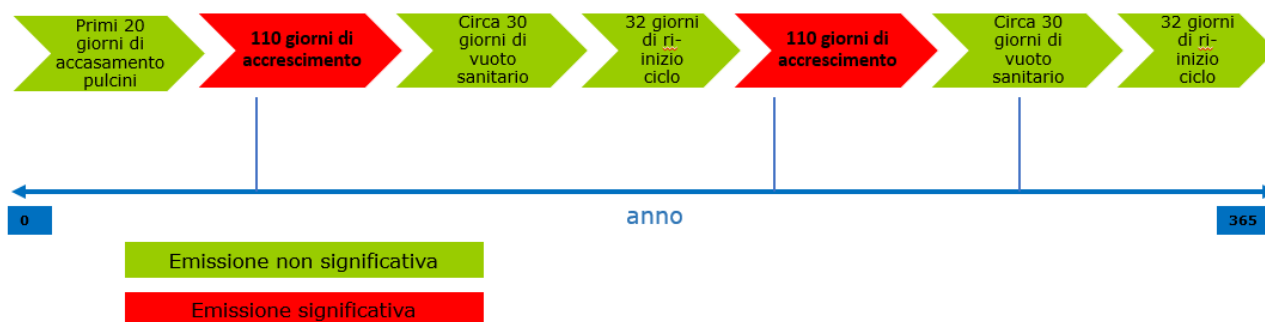 Primi 20
giorni di
accasamento
pulcini
110 giorni di
accrescimento
Circa 30
giorni di
vuoto
sanitario
32 giorni
di ri-
inizio
ciclo
110 giorni di
accrescimento
Circa 30
giorni di
vuoto
sanitario
32 giorni
di ri-
inizio
ciclo
0
anno
365
Emissione non significativa
Emissione significativa